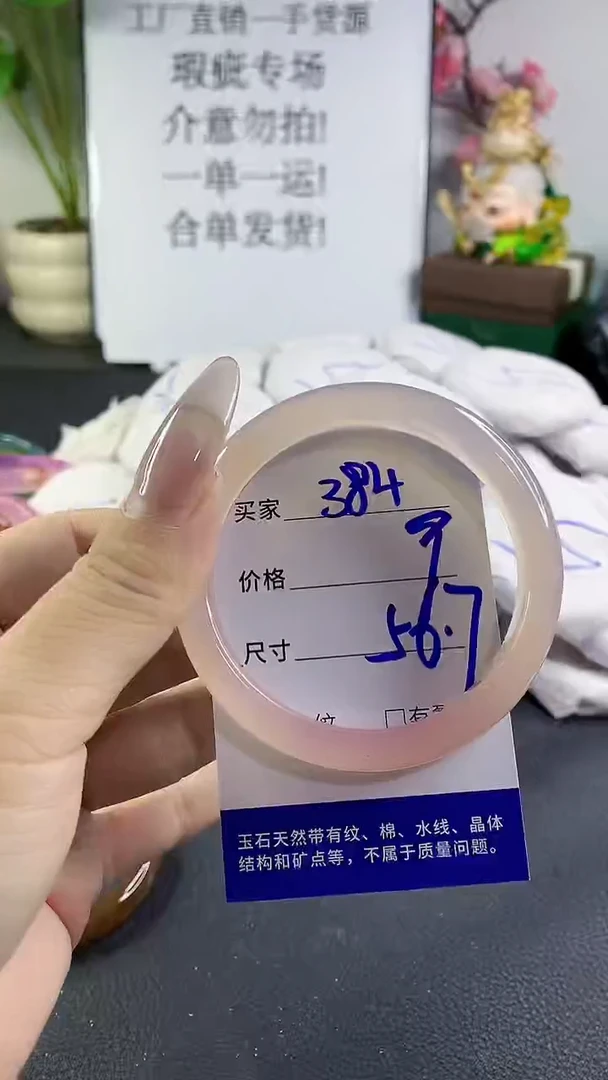 工厂直销一手货源
瑕疵专场
介意勿拍!
一单一运!
合单发货!
买家 384
价格
尺寸 56.7
纹 □有
玉石天然带有纹、棉、水线、晶体
结构和矿点等，不属于质量问题。